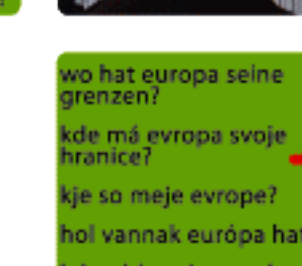 wo hat europa seine
grenzen?
kde má evropa svoje
hranice?
kje so meje evrope?
hol vannak európa hat